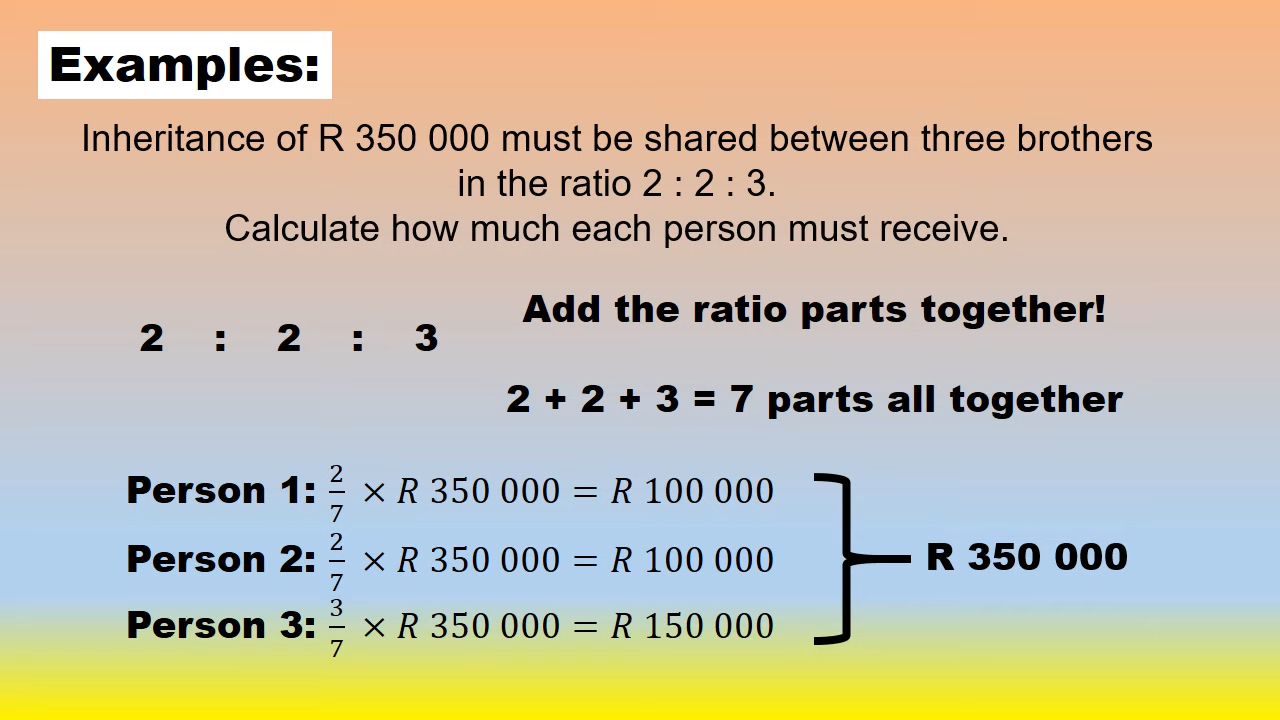 Examples:
Inheritance of R 350 000 must be shared between three brothers
in the ratio 2 : 2 : 3.
Calculate how much each person must receive.
Add the ratio parts together!
2 : 2 : 3
2 + 2 + 3 = 7 parts all together
Person 1: 2/7 × R 350 000 = R 100 000
Person 2: 2/7 × R 350 000 = R 100 000
Person 3: 3/7 × R 350 000 = R 150 000
R 350 000